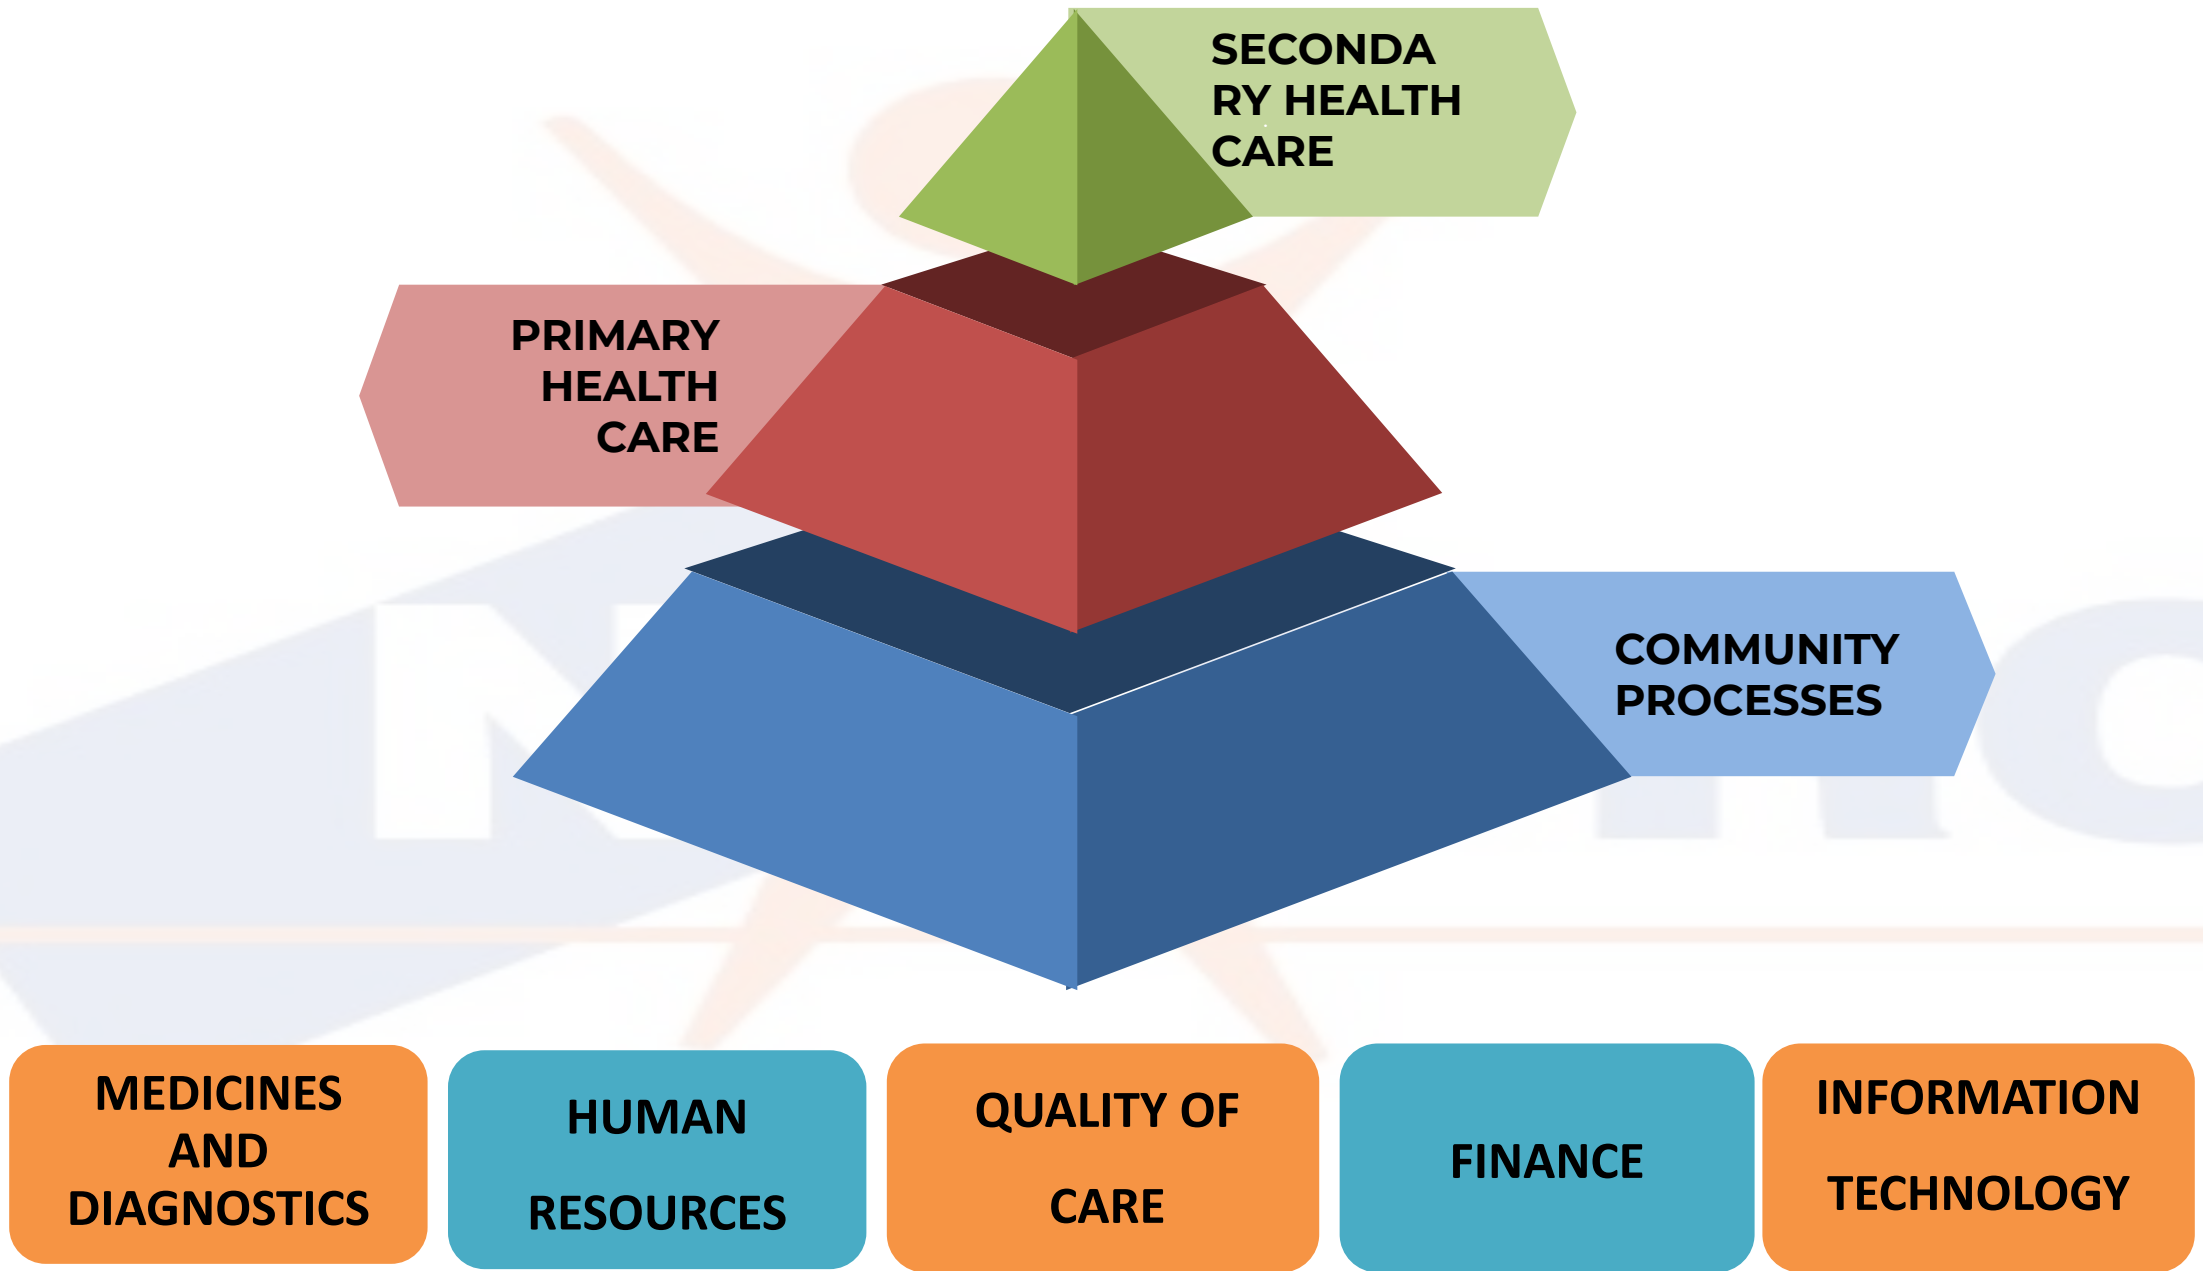 SECONDA
RY HEALTH
CARE
PRIMARY
HEALTH
CARE
COMMUNITY
PROCESSES
MEDICINES
AND
DIAGNOSTICS
HUMAN
RESOURCES
QUALITY OF
CARE
FINANCE
INFORMATION
TECHNOLOGY